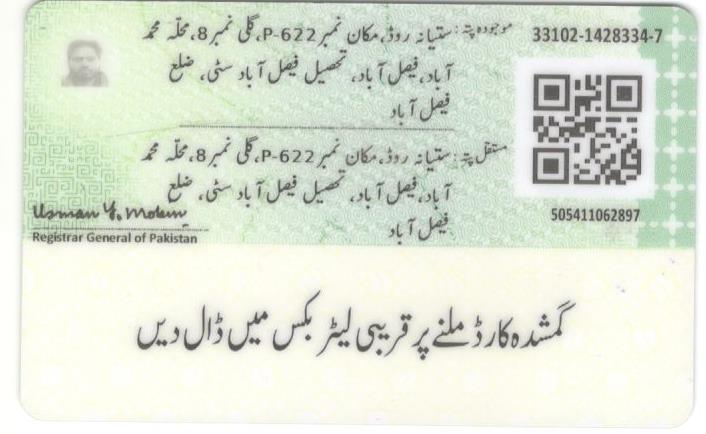 33102-1428334-7
موجودہ پتہ: ستیانہ روڈ، مکان نمبر P-622، گلی نمبر 8، محلّہ محمد
آباد، فیصل آباد، تحصیل فیصل آباد سٹی، ضلع
فیصل آباد
مستقل پتہ: ستیانہ روڈ، مکان نمبر P-622، گلی نمبر 8، محلّہ محمد
آباد، فیصل آباد، تحصیل فیصل آباد سٹی، ضلع
فیصل آباد
505411062897
Usman Y. Mobin
Registrar General of Pakistan
گمشدہ کارڈ ملنے پر قریبی لیٹر بکس میں ڈال دیں